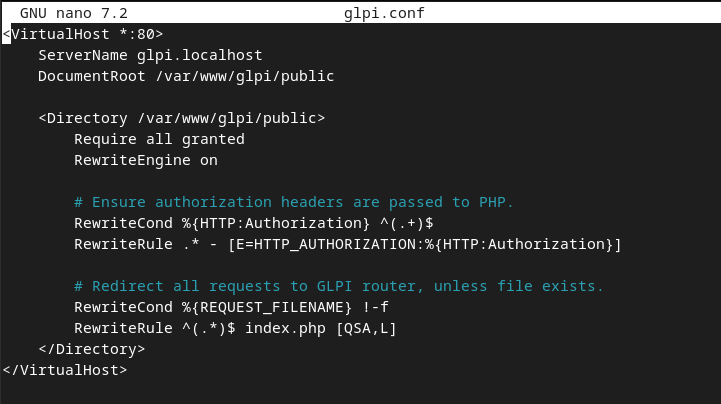 GNU nano 7.2 glpi.conf
<VirtualHost *:80>
    ServerName glpi.localhost
    DocumentRoot /var/www/glpi/public

    <Directory /var/www/glpi/public>
        Require all granted
        RewriteEngine on

        # Ensure authorization headers are passed to PHP.
        RewriteCond %{HTTP:Authorization} ^(.+)$
        RewriteRule .* - [E=HTTP_AUTHORIZATION:%{HTTP:Authorization}]

        # Redirect all requests to GLPI router, unless file exists.
        RewriteCond %{REQUEST_FILENAME} !-f
        RewriteRule ^(.*)$ index.php [QSA,L]
    </Directory>
</VirtualHost>